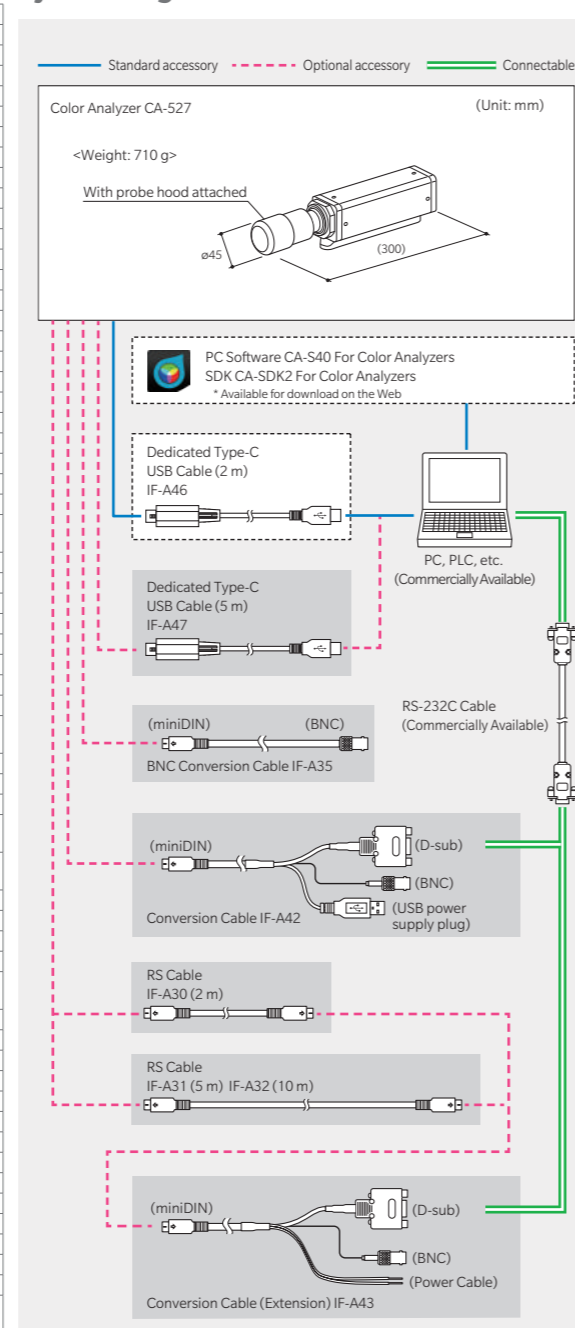 Standard accessory Optional accessory Connectable
Color Analyzer CA-527
(Unit: mm)
<Weight: 710 g>
With probe hood attached
ø45
(300)
PC Software CA-S40 For Color Analyzers
SDK CA-SDK2 For Color Analyzers
* Available for download on the Web
Dedicated Type-C
USB Cable (2 m)
IF-A46
PC, PLC, etc.
(Commercially Available)
Dedicated Type-C
USB Cable (5 m)
IF-A47
RS-232C Cable
(Commercially Available)
(miniDIN) (BNC)
BNC Conversion Cable IF-A35
(miniDIN)
(D-sub)
(BNC)
(USB power
supply plug)
Conversion Cable IF-A42
RS Cable
IF-A30 (2 m)
RS Cable
IF-A31 (5 m) IF-A32 (10 m)
(miniDIN)
(D-sub)
(BNC)
(Power Cable)
Conversion Cable (Extension) IF-A43